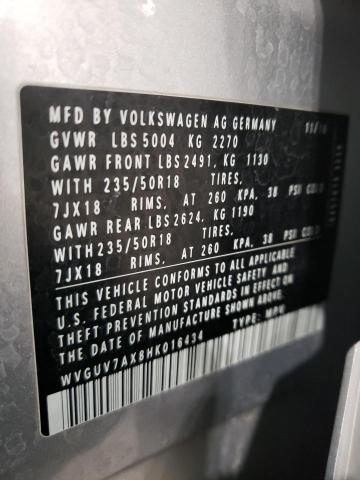 MFD BY VOLKSWAGEN AG GERMANY 11/16
GVWR LBS 5004 KG 2270
GAWR FRONT LBS 2491, KG 1130
WITH 235/50R18 TIRES,
7JX18 RIMS, AT 260 KPA, 38 PSI COLD
GAWR REAR LBS 2624, KG 1190
WITH 235/50R18 TIRES,
7JX18 RIMS, AT 260 KPA, 38 PSI COLD
THIS VEHICLE CONFORMS TO ALL APPLICABLE
U.S. FEDERAL MOTOR VEHICLE SAFETY AND
THEFT PREVENTION STANDARDS IN EFFECT ON
THE DATE OF MANUFACTURE SHOWN ABOVE.
WVGUV7AX8HK016434 TYPE: MPV